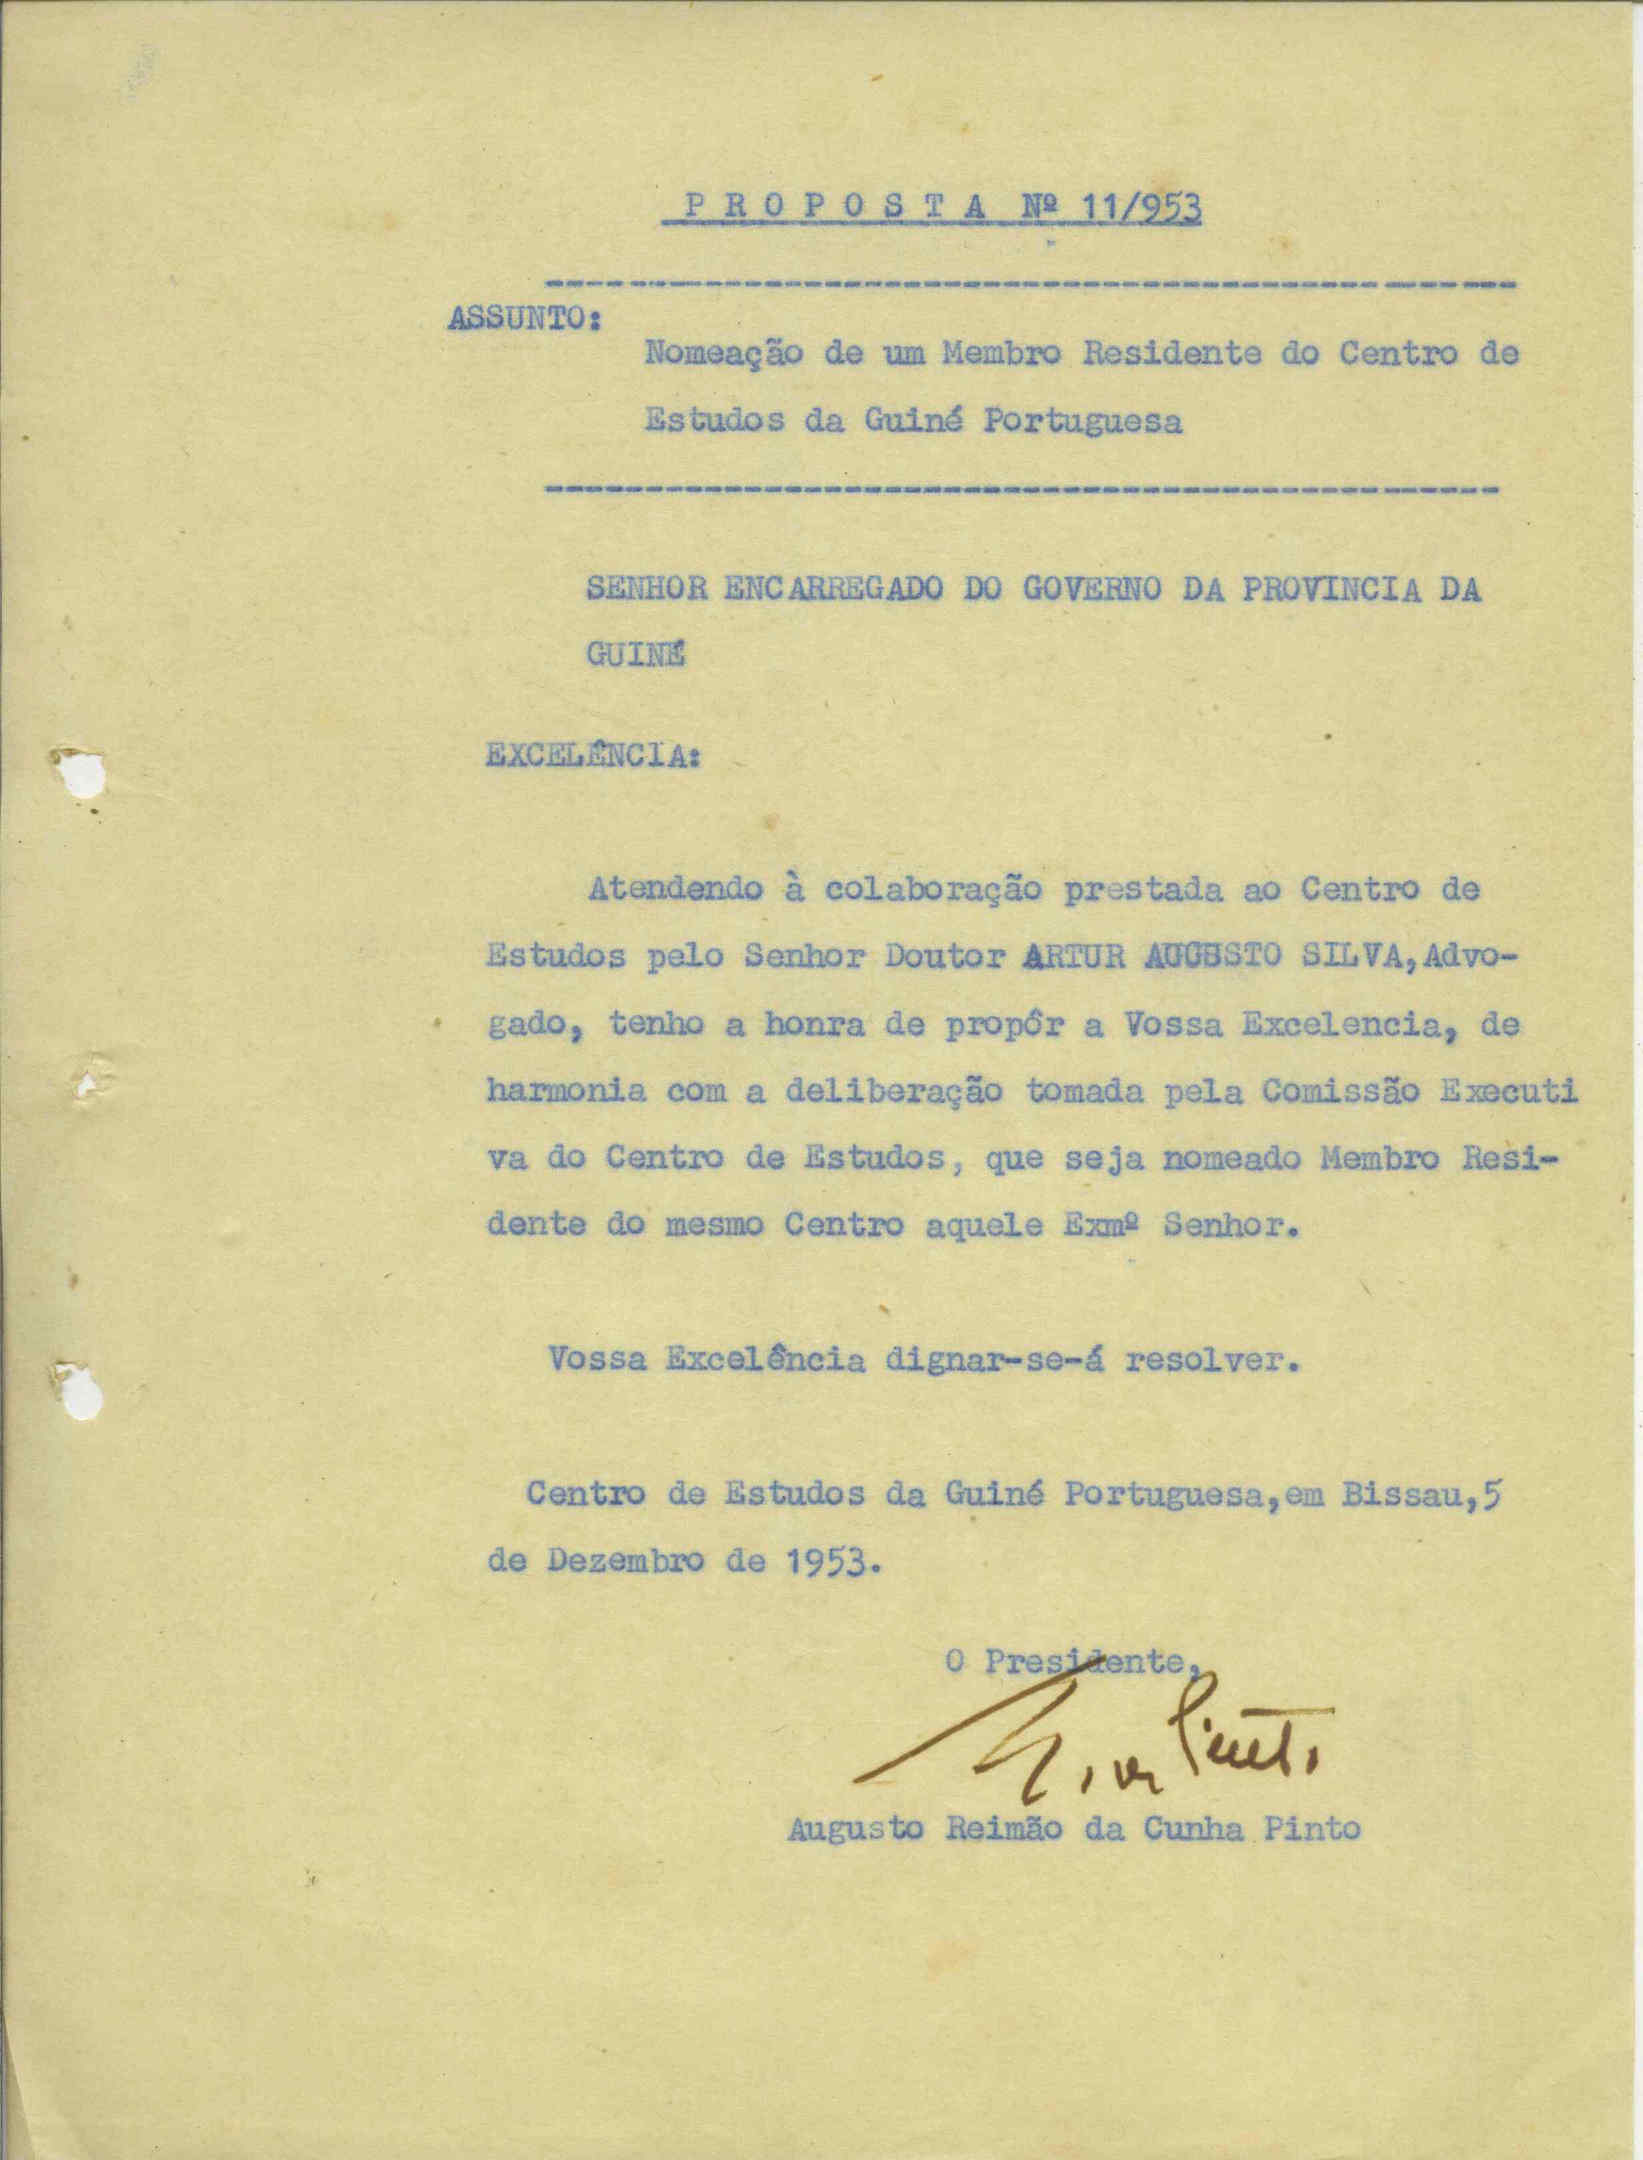 P R O P O S T A Nº 11/953
ASSUNTO:
Nomeação de um Membro Residente do Centro de
Estudos da Guiné Portuguesa
SENHOR ENCARREGADO DO GOVERNO DA PROVINCIA DA
GUINÉ
EXCELÊNCIA:
Atendendo à colaboração prestada ao Centro de
Estudos pelo Senhor Doutor ARTUR AUGUSTO SILVA, Advo-
gado, tenho a honra de propôr a Vossa Excelencia, de
harmonia com a deliberação tomada pela Comissão Executi
va do Centro de Estudos, que seja nomeado Membro Resi-
dente do mesmo Centro aquele Exmº Senhor.
Vossa Excelência dignar-se-á resolver.
Centro de Estudos da Guiné Portuguesa, em Bissau, 5
de Dezembro de 1953.
O Presidente,
Pinto
Augusto Reimão da Cunha Pinto